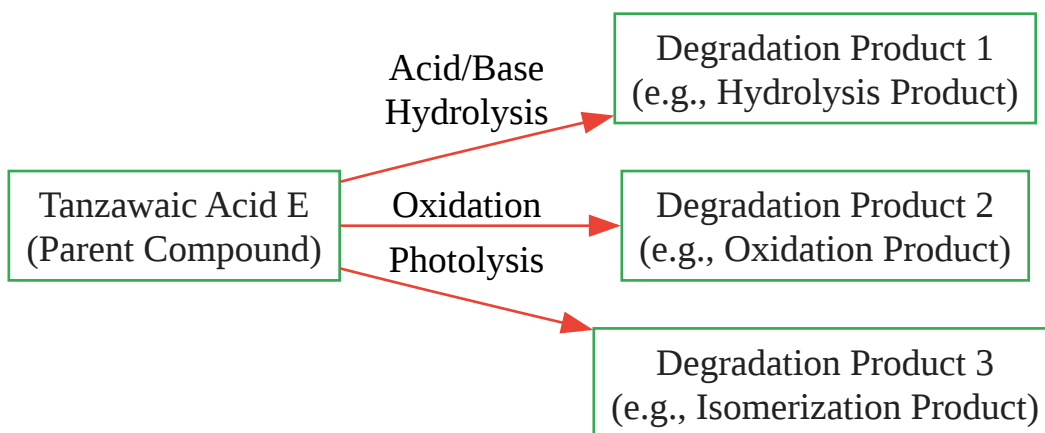 Acid/Base
Hydrolysis
Degradation Product 1
(e.g., Hydrolysis Product)
Tanzawaic Acid E
(Parent Compound)
Oxidation
Degradation Product 2
(e.g., Oxidation Product)
Photolysis
Degradation Product 3
(e.g., Isomerization Product)